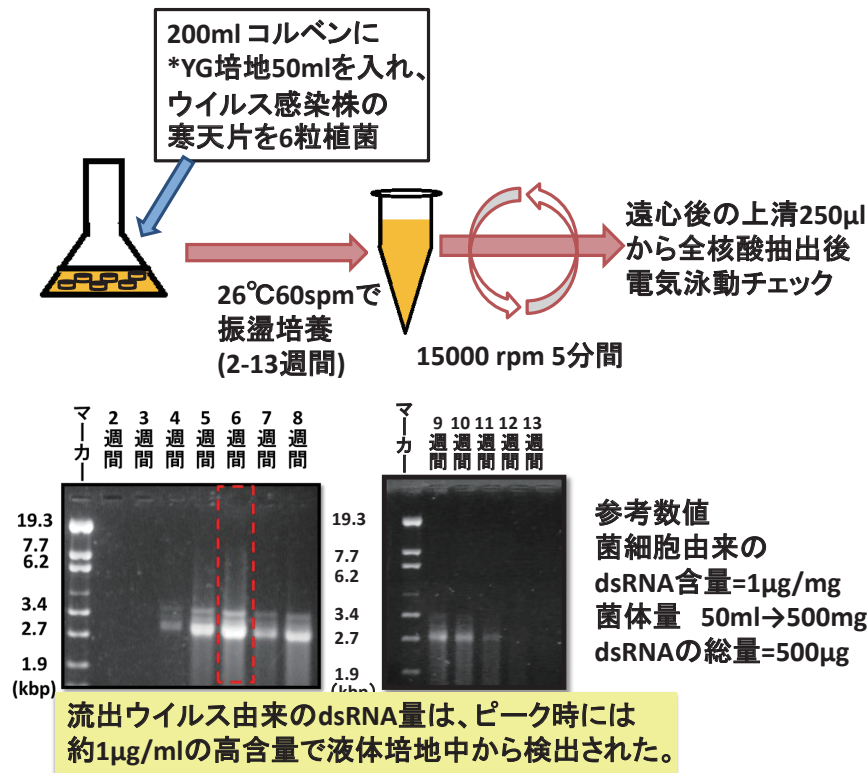 200ml コルベンに
*YG培地50mlを入れ、
ウイルス感染株の
寒天片を6粒植菌
26℃60spmで
振盪培養
(2-13週間)
15000 rpm 5分間
遠心後の上清250μl
から全核酸抽出後
電気泳動チェック
マーカー 2週間 3週間 4週間 5週間 6週間 7週間 8週間
19.3
7.7
6.2
3.4
2.7
1.9
(kbp)
マーカー 9週間 10週間 11週間 12週間 13週間
19.3
7.7
6.2
3.4
2.7
1.9
(kbp)
参考数値
菌細胞由来の
dsRNA含量=1μg/mg
菌体量 50ml→500mg
dsRNAの総量=500μg
流出ウイルス由来のdsRNA量は、ピーク時には
約1μg/mlの高含量で液体培地中から検出された。